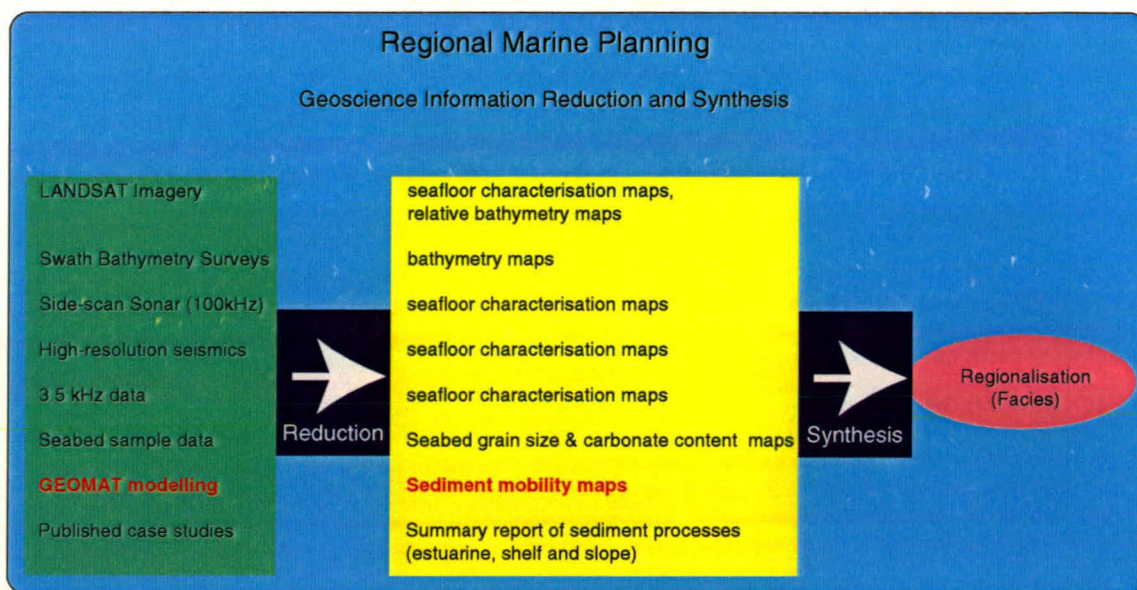 Regional Marine Planning
Geoscience Information Reduction and Synthesis
LANDSAT Imagery
Swath Bathymetry Surveys
Side-scan Sonar (100kHz)
High-resolution seismics
3.5 kHz data
Seabed sample data
GEOMAT modelling
Published case studies
Reduction
seafloor characterisation maps,
relative bathymetry maps
bathymetry maps
seafloor characterisation maps
seafloor characterisation maps
seafloor characterisation maps
Seabed grain size & carbonate content maps
Sediment mobility maps
Summary report of sediment processes
(estuarine, shelf and slope)
Synthesis
Regionalisation
(Facies)